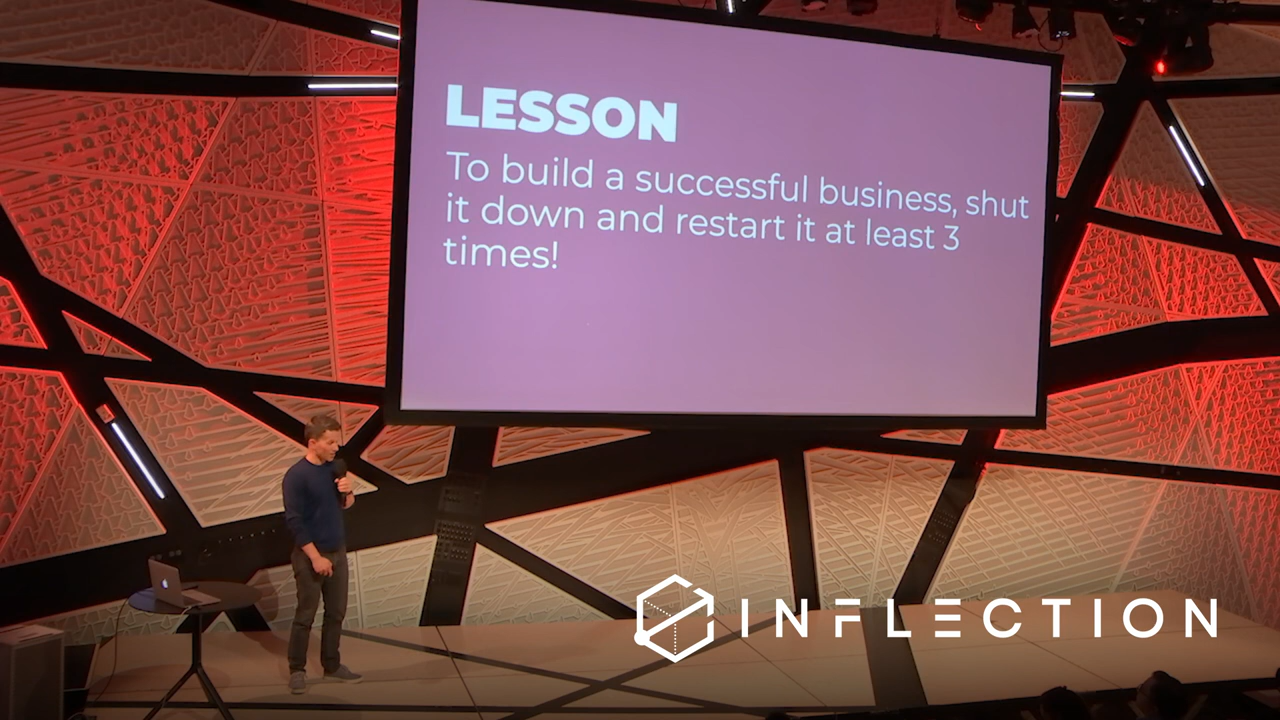 LESSON
To build a successful business, shut
it down and restart it at least 3
times!
INFLECTION